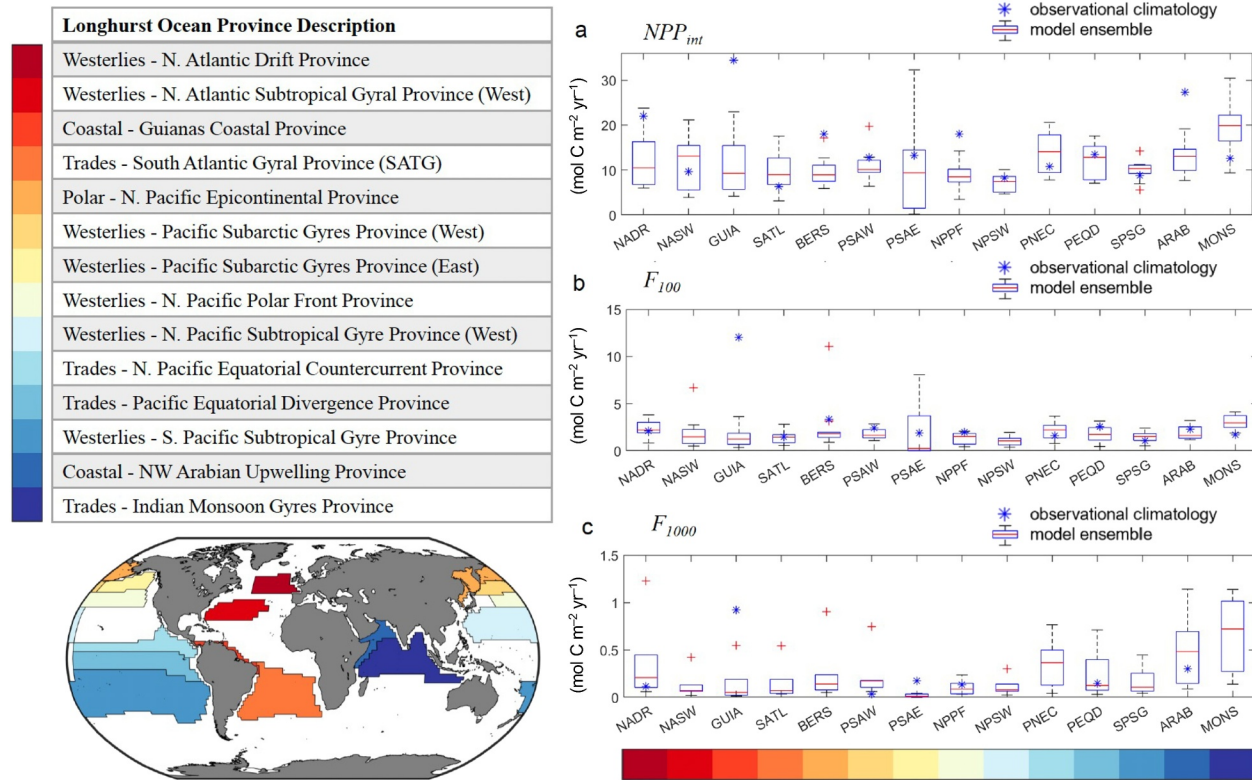 Longhurst Ocean Province Description
Westerlies - N. Atlantic Drift Province
Westerlies - N. Atlantic Subtropical Gyral Province (West)
Coastal - Guianas Coastal Province
Trades - South Atlantic Gyral Province (SATG)
Polar - N. Pacific Epicontinental Province
Westerlies - Pacific Subarctic Gyres Province (West)
Westerlies - Pacific Subarctic Gyres Province (East)
Westerlies - N. Pacific Polar Front Province
Westerlies - N. Pacific Subtropical Gyre Province (West)
Trades - N. Pacific Equatorial Countercurrent Province
Trades - Pacific Equatorial Divergence Province
Westerlies - S. Pacific Subtropical Gyre Province
Coastal - NW Arabian Upwelling Province
Trades - Indian Monsoon Gyres Province
a NPPint
observational climatology
model ensemble
(mol C m−2 yr−1)
30
20
10
0
NADR NASW GUIA SATL BERS PSAW PSAE NPPF NPSW PNEC PEQD SPSG ARAB MONS
b F100
observational climatology
model ensemble
(mol C m−2 yr−1)
15
10
5
0
NADR NASW GUIA SATL BERS PSAW PSAE NPPF NPSW PNEC PEQD SPSG ARAB MONS
c F1000
observational climatology
model ensemble
(mol C m−2 yr−1)
1.5
1
0.5
0
NADR NASW GUIA SATL BERS PSAW PSAE NPPF NPSW PNEC PEQD SPSG ARAB MONS